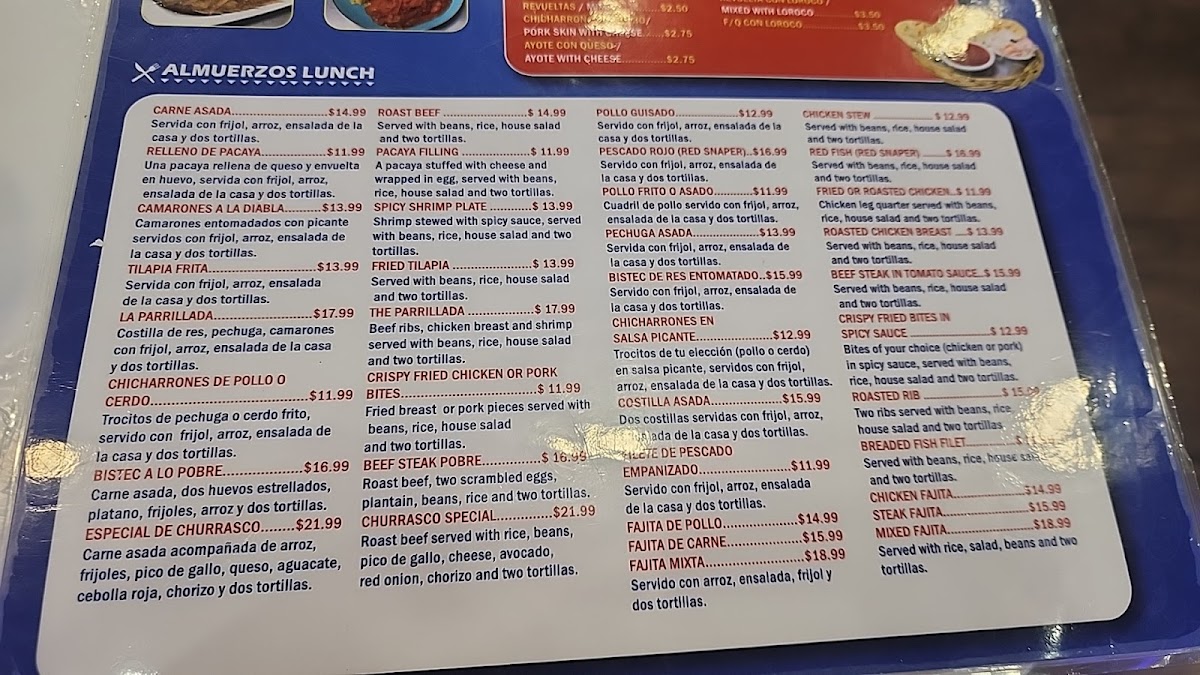 REVUELTAS / M
$2.50
CHICHARRON
PORK SKIN WITH CHEESE......$2.75
AYOTE CON QUESO/
AYOTE WITH CHEESE..............$2.75
MIXED WITH LOROCO..............$3.50
F/Q CON LOROCO..............$3.50
ALMUERZOS LUNCH
CARNE ASADA......................$14.99
Servida con frijol, arroz, ensalada de la
casa y dos tortillas.
RELLENO DE PACAYA...............$11.99
Una pacaya rellena de queso y envuelta
en huevo, servida con frijol, arroz,
ensalada de la casa y dos tortillas.
CAMARONES A LA DIABLA..........$13.99
Camarones entomatados con picante
servidos con frijol, arroz, ensalada de
la casa y dos tortillas.
TILAPIA FRITA......................$13.99
Servida con frijol, arroz, ensalada
de la casa y dos tortillas.
LA PARRILLADA......................$17.99
Costilla de res, pechuga, camarones
con frijol, arroz, ensalada de la casa
y dos tortillas.
CHICHARRONES DE POLLO O
CERDO..............................$11.99
Trocitos de pechuga o cerdo frito,
servido con frijol, arroz, ensalada de
la casa y dos tortillas.
BISTEC A LO POBRE................$16.99
Carne asada, dos huevos estrellados,
platano, frijoles, arroz y dos tortillas.
ESPECIAL DE CHURRASCO.......$21.99
Carne asada acompañada de arroz,
frijoles, pico de gallo, queso, aguacate,
cebolla roja, chorizo y dos tortillas.
ROAST BEEF ......................$ 14.99
Served with beans, rice, house salad
and two tortillas.
PACAYA FILLING ..................$ 11.99
A pacaya stuffed with cheese and
wrapped in egg, served with beans,
rice, house salad and two tortillas.
SPICY SHRIMP PLATE ............$ 13.99
Shrimp stewed with spicy sauce, served
with beans, rice, house salad and two
tortillas.
FRIED TILAPIA ....................$ 13.99
Served with beans, rice, house salad
and two tortillas.
THE PARRILLADA ..................$ 17.99
Beef ribs, chicken breast and shrimp
served with beans, rice, house salad
and two tortillas.
CRISPY FRIED CHICKEN OR PORK
BITES..............................$ 11.99
Fried breast or pork pieces served with
beans, rice, house salad
and two tortillas.
BEEF STEAK POBRE..............$ 16.99
Roast beef, two scrambled eggs,
plantain, beans, rice and two tortillas.
CHURRASCO SPECIAL............$21.99
Roast beef served with rice, beans,
pico de gallo, cheese, avocado,
red onion, chorizo and two tortillas.
POLLO GUISADO..................$12.99
Servido con frijol, arroz, ensalada de la
casa y dos tortillas.
PESCADO ROJO (RED SNAPER)..$16.99
Servido con frijol, arroz, ensalada de
la casa y dos tortillas.
POLLO FRITO O ASADO...........$11.99
Cuadril de pollo servido con frijol, arroz,
ensalada de la casa y dos tortillas.
PECHUGA ASADA..................$13.99
Servida con frijol, arroz, ensalada de
la casa y dos tortillas.
BISTEC DE RES ENTOMATADO..$15.99
Servido con frijol, arroz, ensalada de
la casa y dos tortillas.
CHICHARRONES EN
SALSA PICANTE....................$12.99
Trocitos de tu elección (pollo o cerdo)
en salsa picante, servidos con frijol,
arroz, ensalada de la casa y dos tortillas.
COSTILLA ASADA..................$15.99
Dos costillas servidas con frijol, arroz,
de la casa y dos tortillas.
FILETE DE PESCADO
EMPANIZADO......................$11.99
Servido con frijol, arroz, ensalada
de la casa y dos tortillas.
FAJITA DE POLLO..................$14.99
FAJITA DE CARNE..................$15.99
FAJITA MIXTA......................$18.99
Servido con arroz, ensalada, frijol y
dos tortillas.
CHICKEN STEW ....................$ 12.99
Served with beans, rice, house salad
and two tortillas.
RED FISH (RED SNAPER) .........$ 16.99
Served with beans, rice, house salad
and two tortillas.
FRIED OR ROASTED CHICKEN..$ 11.99
Chicken leg quarter served with beans,
rice, house salad and two tortillas.
ROASTED CHICKEN BREAST ....$ 13.99
Served with beans, rice, house salad
and two tortillas.
BEEF STEAK IN TOMATO SAUCE..$ 15.99
Served with beans, rice, house salad
and two tortillas.
CRISPY FRIED BITES IN
SPICY SAUCE ......................$ 12.99
Bites of your choice (chicken or pork)
in spicy sauce, served with beans,
rice, house salad and two tortillas.
ROASTED RIB ......................$ 15.99
Two ribs served with beans, rice
house salad and two tortillas
BREADED FISH FILET............
Served with beans, rice, house
and two tortillas.
CHICKEN FAJITA..................$14.99
STEAK FAJITA......................$15.99
MIXED FAJITA......................$18.99
Served with rice, salad, beans and two
tortillas.